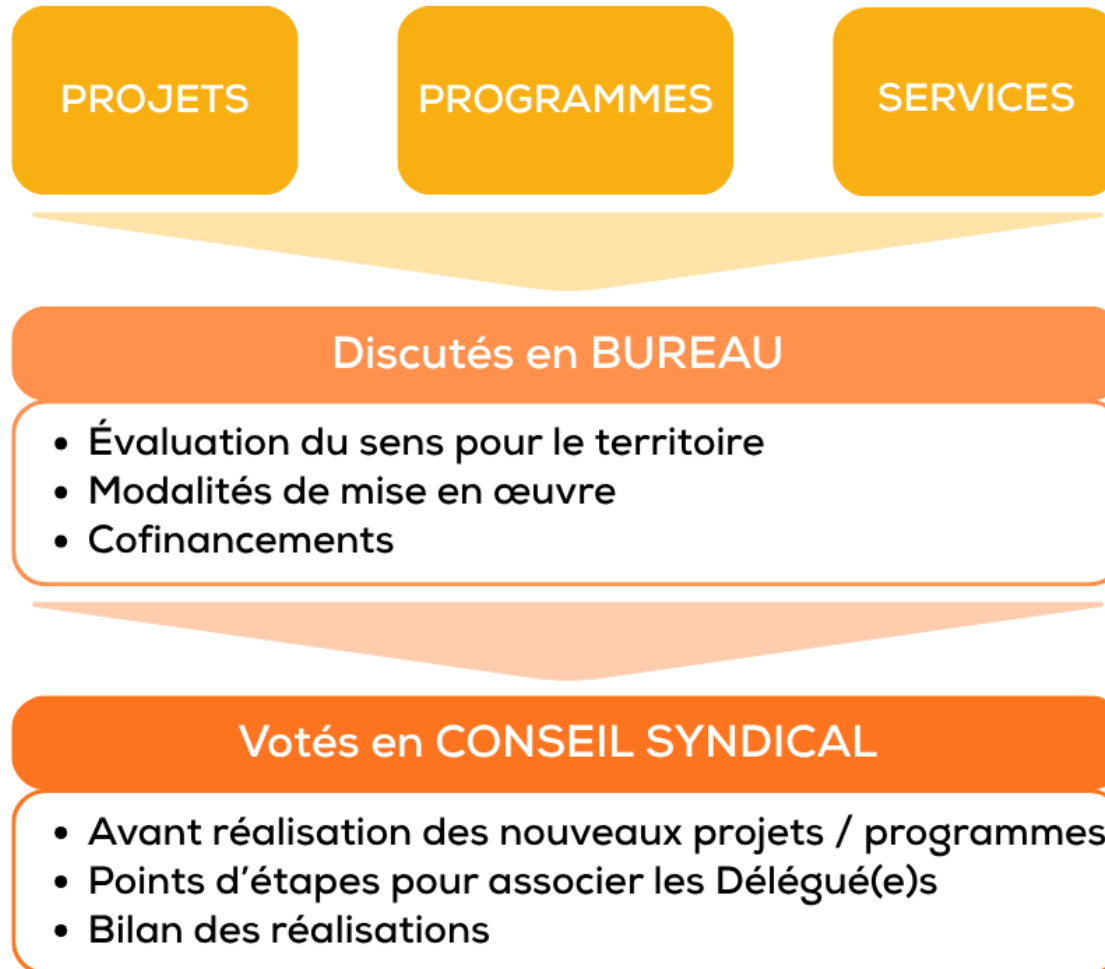 PROJETS
PROGRAMMES
SERVICES
Discutés en BUREAU
• Évaluation du sens pour le territoire
• Modalités de mise en œuvre
• Cofinancements
Votés en CONSEIL SYNDICAL
• Avant réalisation des nouveaux projets / programmes
• Points d'étapes pour associer les Délégué(e)s
• Bilan des réalisations